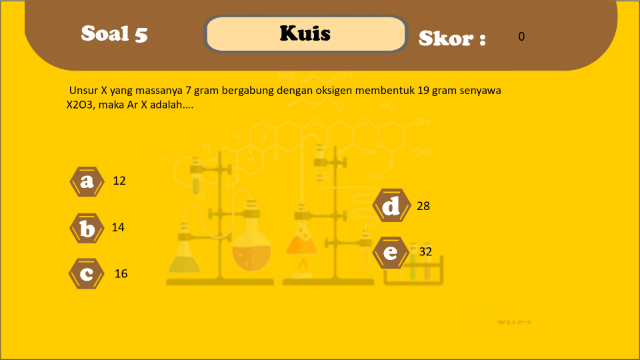 Soal 5
Kuis
Skor :
0
Unsur X yang massanya 7 gram bergabung dengan oksigen membentuk 19 gram senyawa
X2O3, maka Ar X adalah....
a 12
b 14
c 16
d 28
e 32